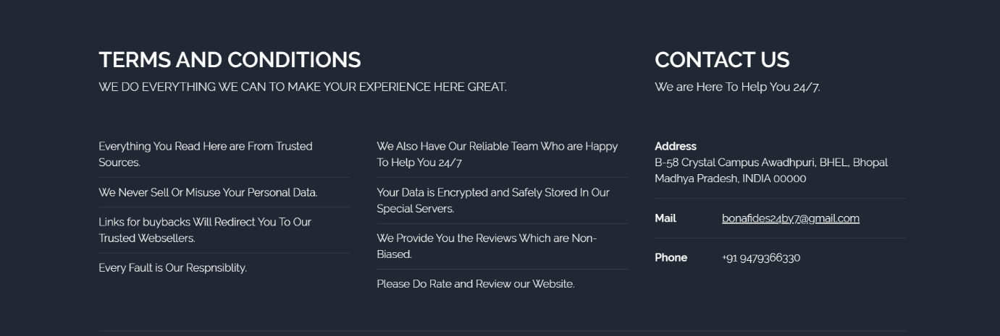 TERMS AND CONDITIONS
WE DO EVERYTHING WE CAN TO MAKE YOUR EXPERIENCE HERE GREAT.
Everything You Read Here are From Trusted
Sources.
We Never Sell Or Misuse Your Personal Data.
Links for buybacks Will Redirect You To Our
Trusted Websellers.
Every Fault is Our Respnsiblity.
We Also Have Our Reliable Team Who are Happy
To Help You 24/7
Your Data is Encrypted and Safely Stored In Our
Special Servers.
We Provide You the Reviews Which are Non-
Biased.
Please Do Rate and Review our Website.
CONTACT US
We are Here To Help You 24/7.
Address
B-58 Crystal Campus Awadhpuri, BHEL, Bhopal
Madhya Pradesh, INDIA 00000
Mail bonafides24by7@gmail.com
Phone +91 9479366330